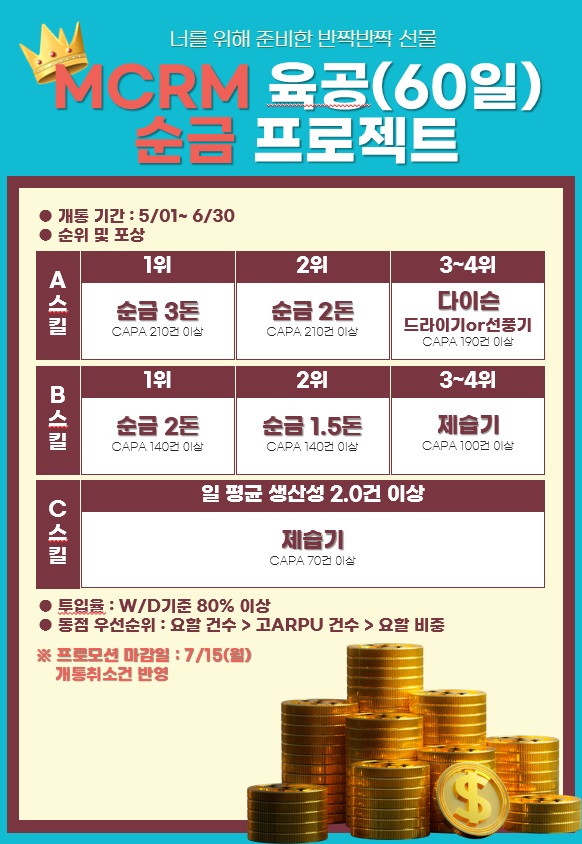 너를 위해 준비한 반짝반짝 선물
MCRM 육공(60일)
순금 프로젝트
● 개통 기간 : 5/01~ 6/30
● 순위 및 포상
A스킬
1위 2위 3~4위
순금 3돈 순금 2돈 다이슨
드라이기or선풍기
CAPA 210건 이상 CAPA 210건 이상 CAPA 190건 이상
B스킬
1위 2위 3~4위
순금 2돈 순금 1.5돈 제습기
CAPA 140건 이상 CAPA 140건 이상 CAPA 100건 이상
C스킬
일 평균 생산성 2.0건 이상
제습기
CAPA 70건 이상
● 투입율 : W/D기준 80% 이상
● 동점 우선순위 : 요할 건수 > 고ARPU 건수 > 요할 비중
※ 프로모션 마감일 : 7/15(월)
개통취소건 반영